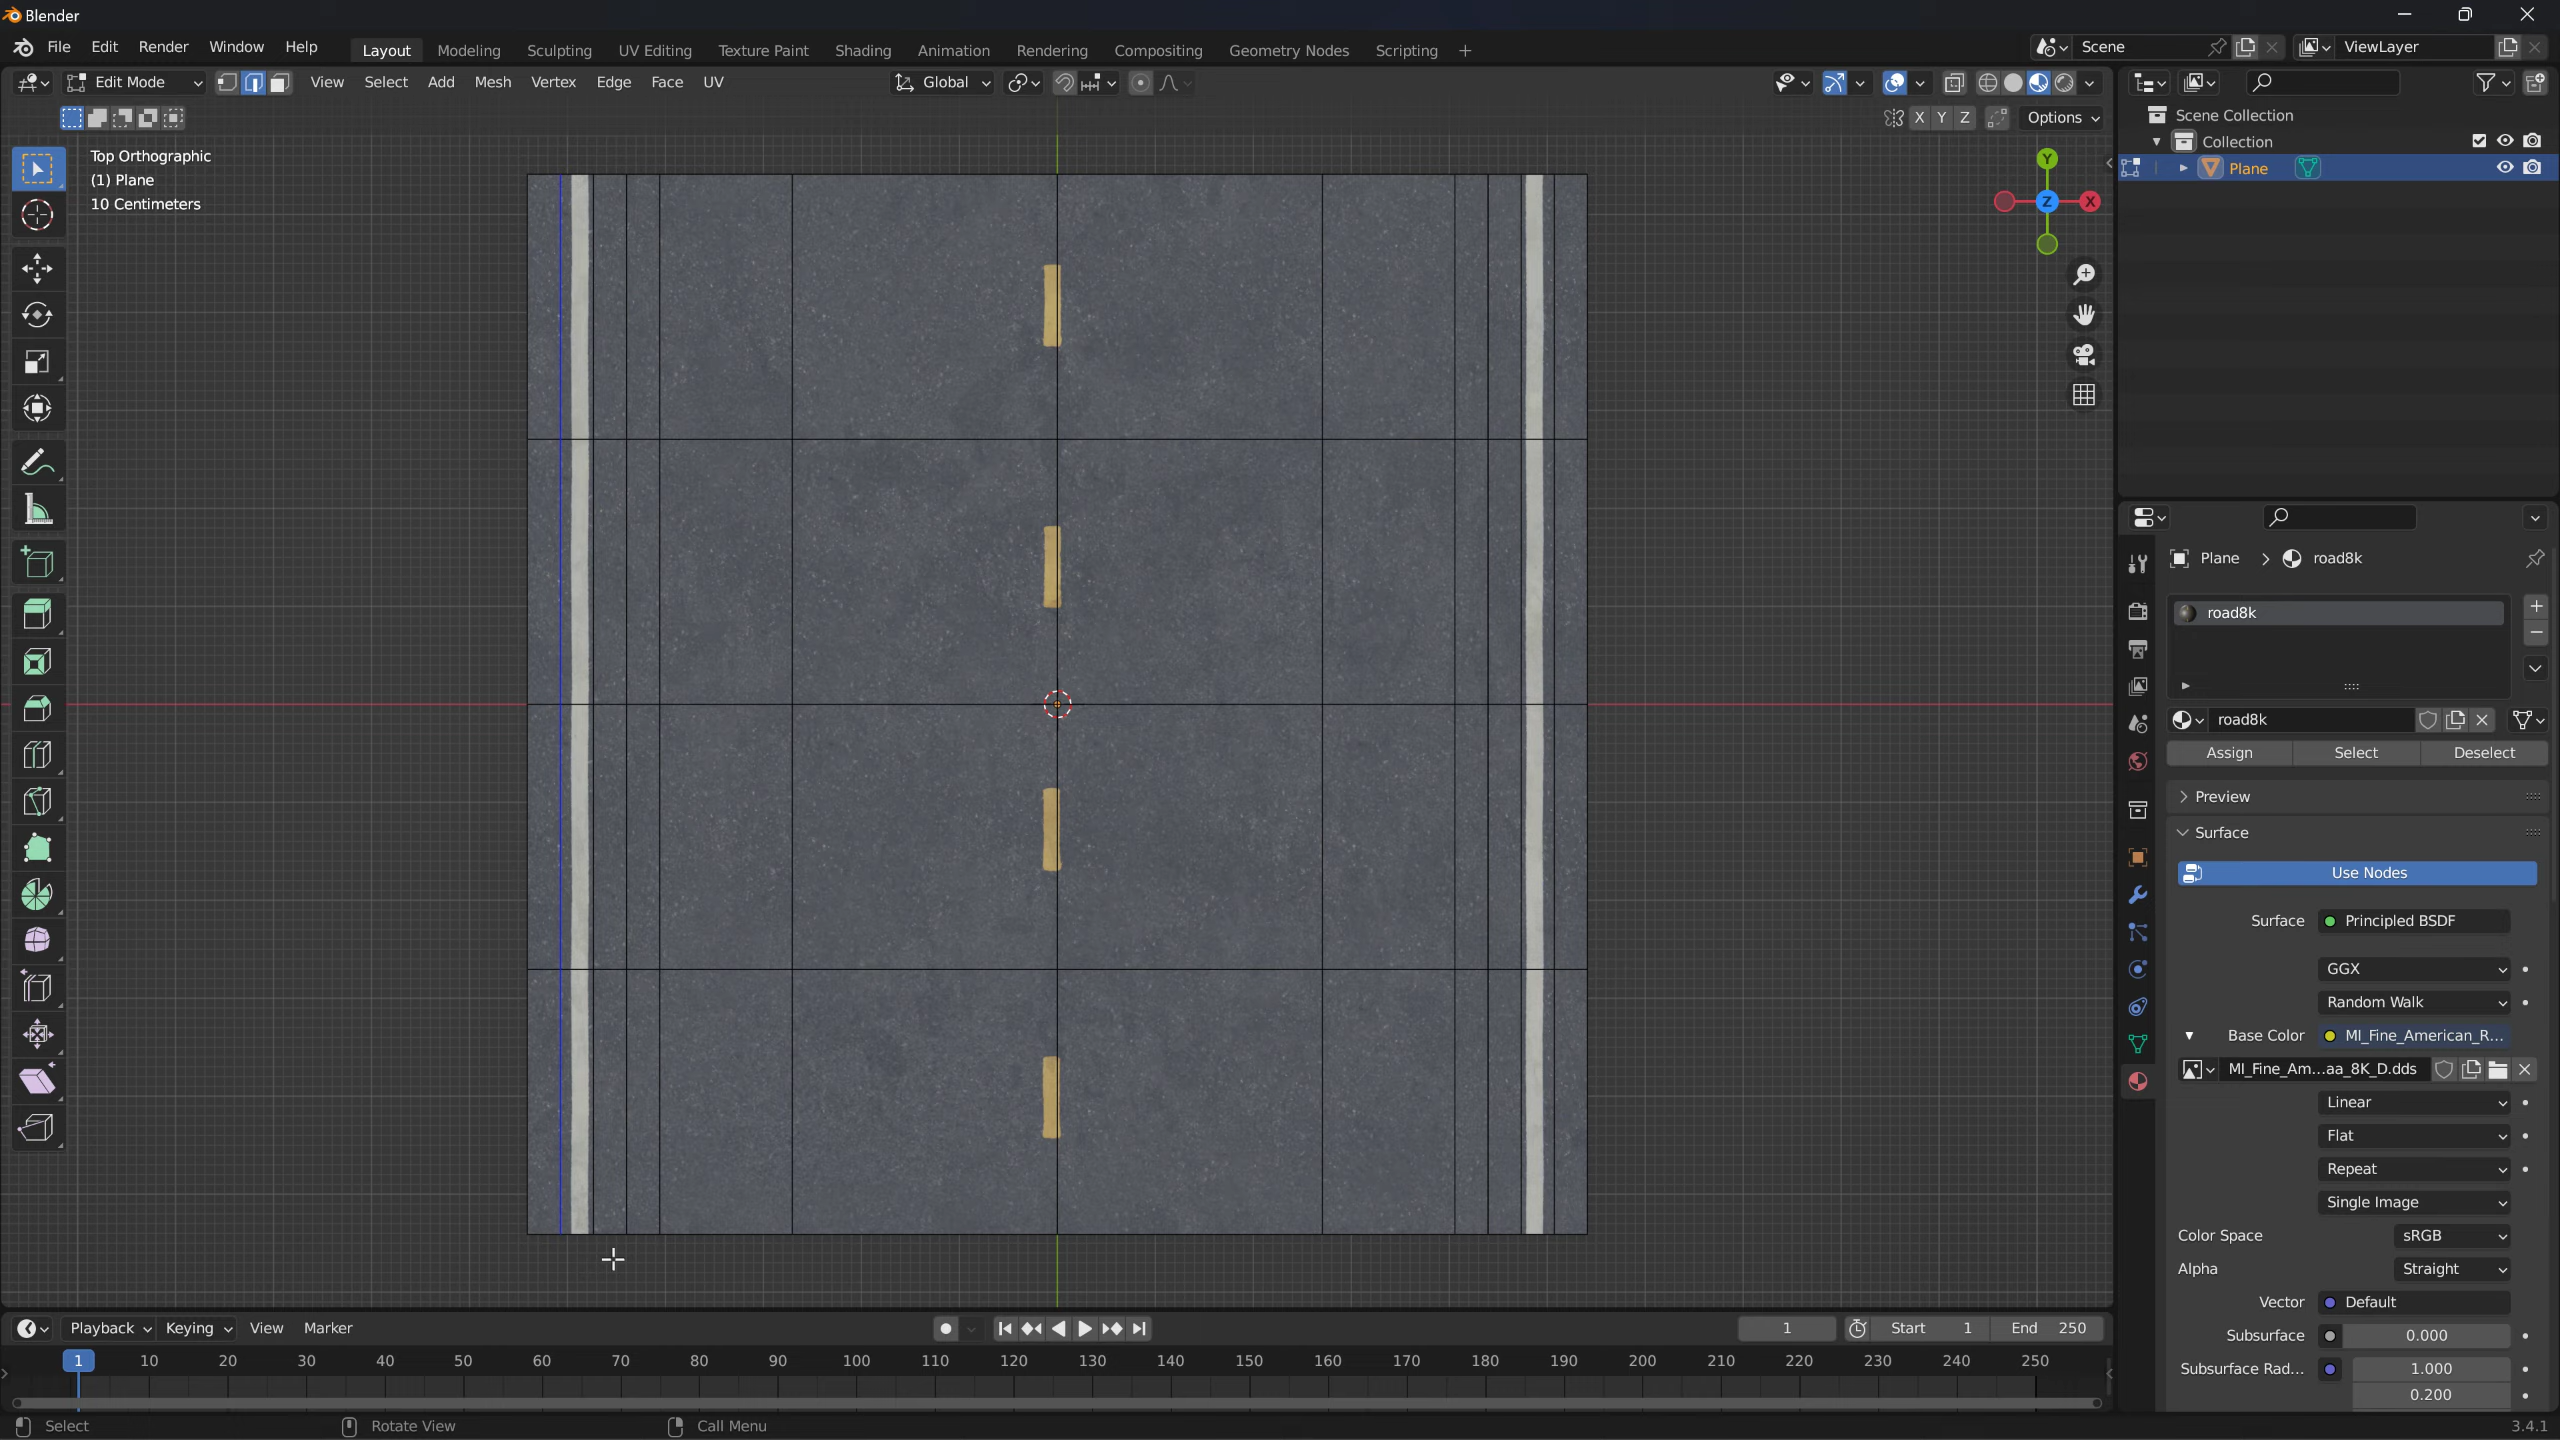 Blender
File Edit Render Window Help Layout Modeling Sculpting UV Editing Texture Paint Shading Animation Rendering Compositing Geometry Nodes Scripting + Scene ViewLayer
Edit Mode View Select Add Mesh Vertex Edge Face UV Global
X Y Z Options
Top Orthographic
(1) Plane
10 Centimeters
Y
Z X
Scene Collection
Collection
Plane
Plane > road8k
road8k
road8k
Assign Select Deselect
Preview
Surface
Use Nodes
Surface Principled BSDF
GGX
Random Walk
Base Color MI_Fine_American_R...
MI_Fine_Am...aa_8K_D.dds
Linear
Flat
Repeat
Single Image
Color Space sRGB
Alpha Straight
Vector Default
Subsurface 0.000
Subsurface Rad... 1.000
0.200
Playback Keying View Marker 1 Start 1 End 250
1 10 20 30 40 50 60 70 80 90 100 110 120 130 140 150 160 170 180 190 200 210 220 230 240 250
Select Rotate View Call Menu 3.4.1